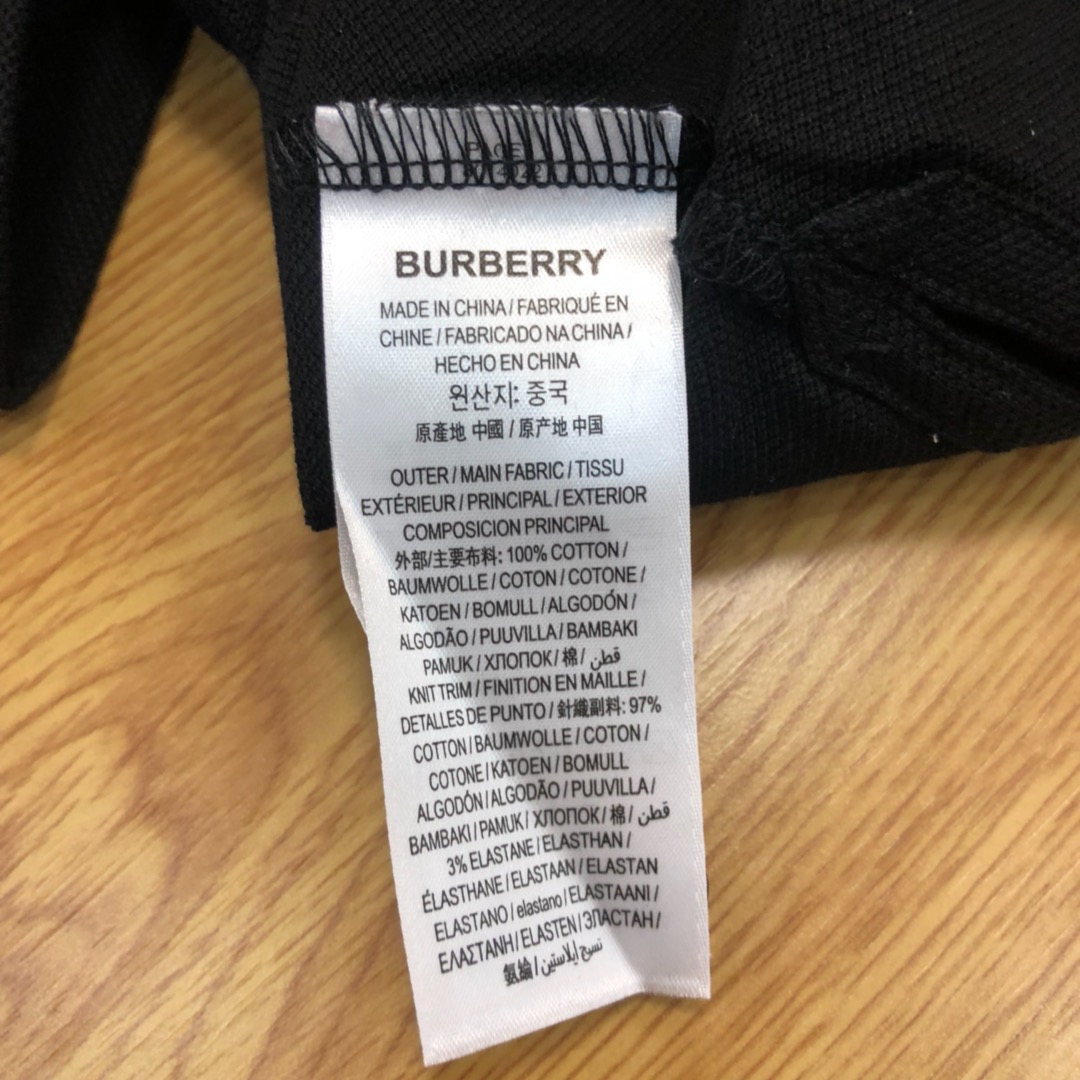 BURBERRY
MADE IN CHINA / FABRIQUÉ EN
CHINE / FABRICADO NA CHINA /
HECHO EN CHINA
원산지: 중국
原產地 中國 / 原产地 中国
OUTER / MAIN FABRIC / TISSU
EXTÉRIEUR / PRINCIPAL / EXTERIOR
COMPOSICION PRINCIPAL
外部/主要布料: 100% COTTON /
BAUMWOLLE / COTON / COTONE /
KATOEN / BOMULL / ALGODÓN /
ALGODÃO / PUUVILLA / BAMBAKI
PAMUK / ХЛОПОК / 棉 / قطن
KNIT TRIM / FINITION EN MAILLE /
DETALLES DE PUNTO / 針織副料: 97%
COTTON / BAUMWOLLE / COTON /
COTONE / KATOEN / BOMULL
ALGODÓN / ALGODÃO / PUUVILLA /
BAMBAKI / PAMUK / ХЛОПОК / 棉 / قطن
3% ELASTANE / ELASTHAN /
ÉLASTHANE / ELASTAAN / ELASTAN
ELASTANO / elastano / ELASTAANI /
ΕΛΑΣΤΑΝΗ / ELASTEN / ЭЛАСТАН /
氨綸 / نسيج إيلاستين